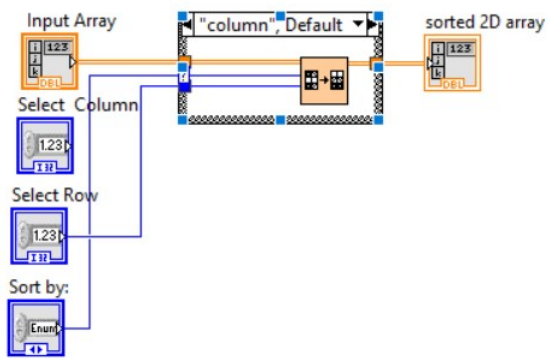 Input Array
"column", Default
sorted 2D array
i 123
j
k
DBL
i 123
j
k
DBL
?
Select Column
1.23
I32
Select Row
1.23
I32
Sort by:
Enum